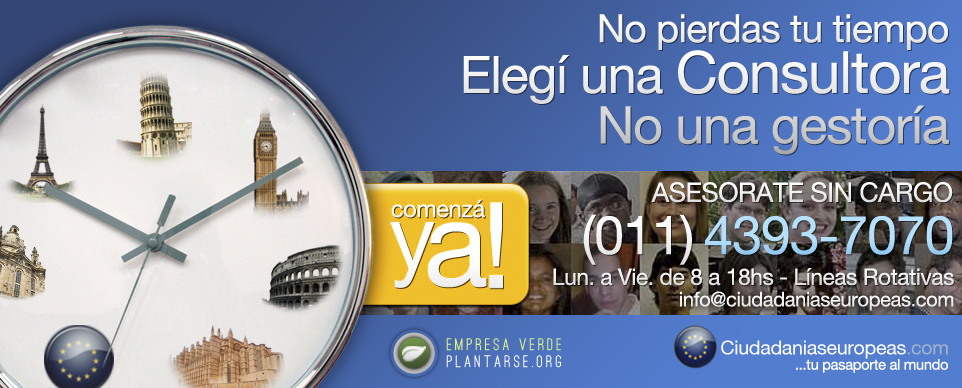 No pierdas tu tiempo
Elegí una Consultora
No una gestoría
comenzá
ya!
ASESORATE SIN CARGO
(011) 4393-7070
Lun. a Vie. de 8 a 18hs - Líneas Rotativas
info@ciudadaniaseuropeas.com
EMPRESA VERDE
PLANTARSE.ORG
Ciudadaniaseuropeas.com
...tu pasaporte al mundo